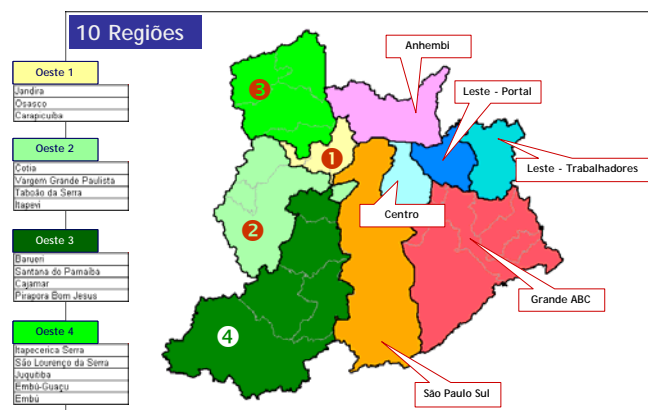 10 Regiões
Oeste 1
Jandira
Osasco
Carapicuiba
Oeste 2
Cotia
Vargem Grande Paulista
Taboão da Serra
Itapevi
Oeste 3
Barueri
Santana do Parnaiba
Cajamar
Pirapora Bom Jesus
Oeste 4
Itapecerica Serra
São Lourenço da Serra
Juquitiba
Embú-Guaçu
Embú
Anhembi
Leste - Portal
Leste - Trabalhadores
Centro
Grande ABC
São Paulo Sul
3
1
2
4